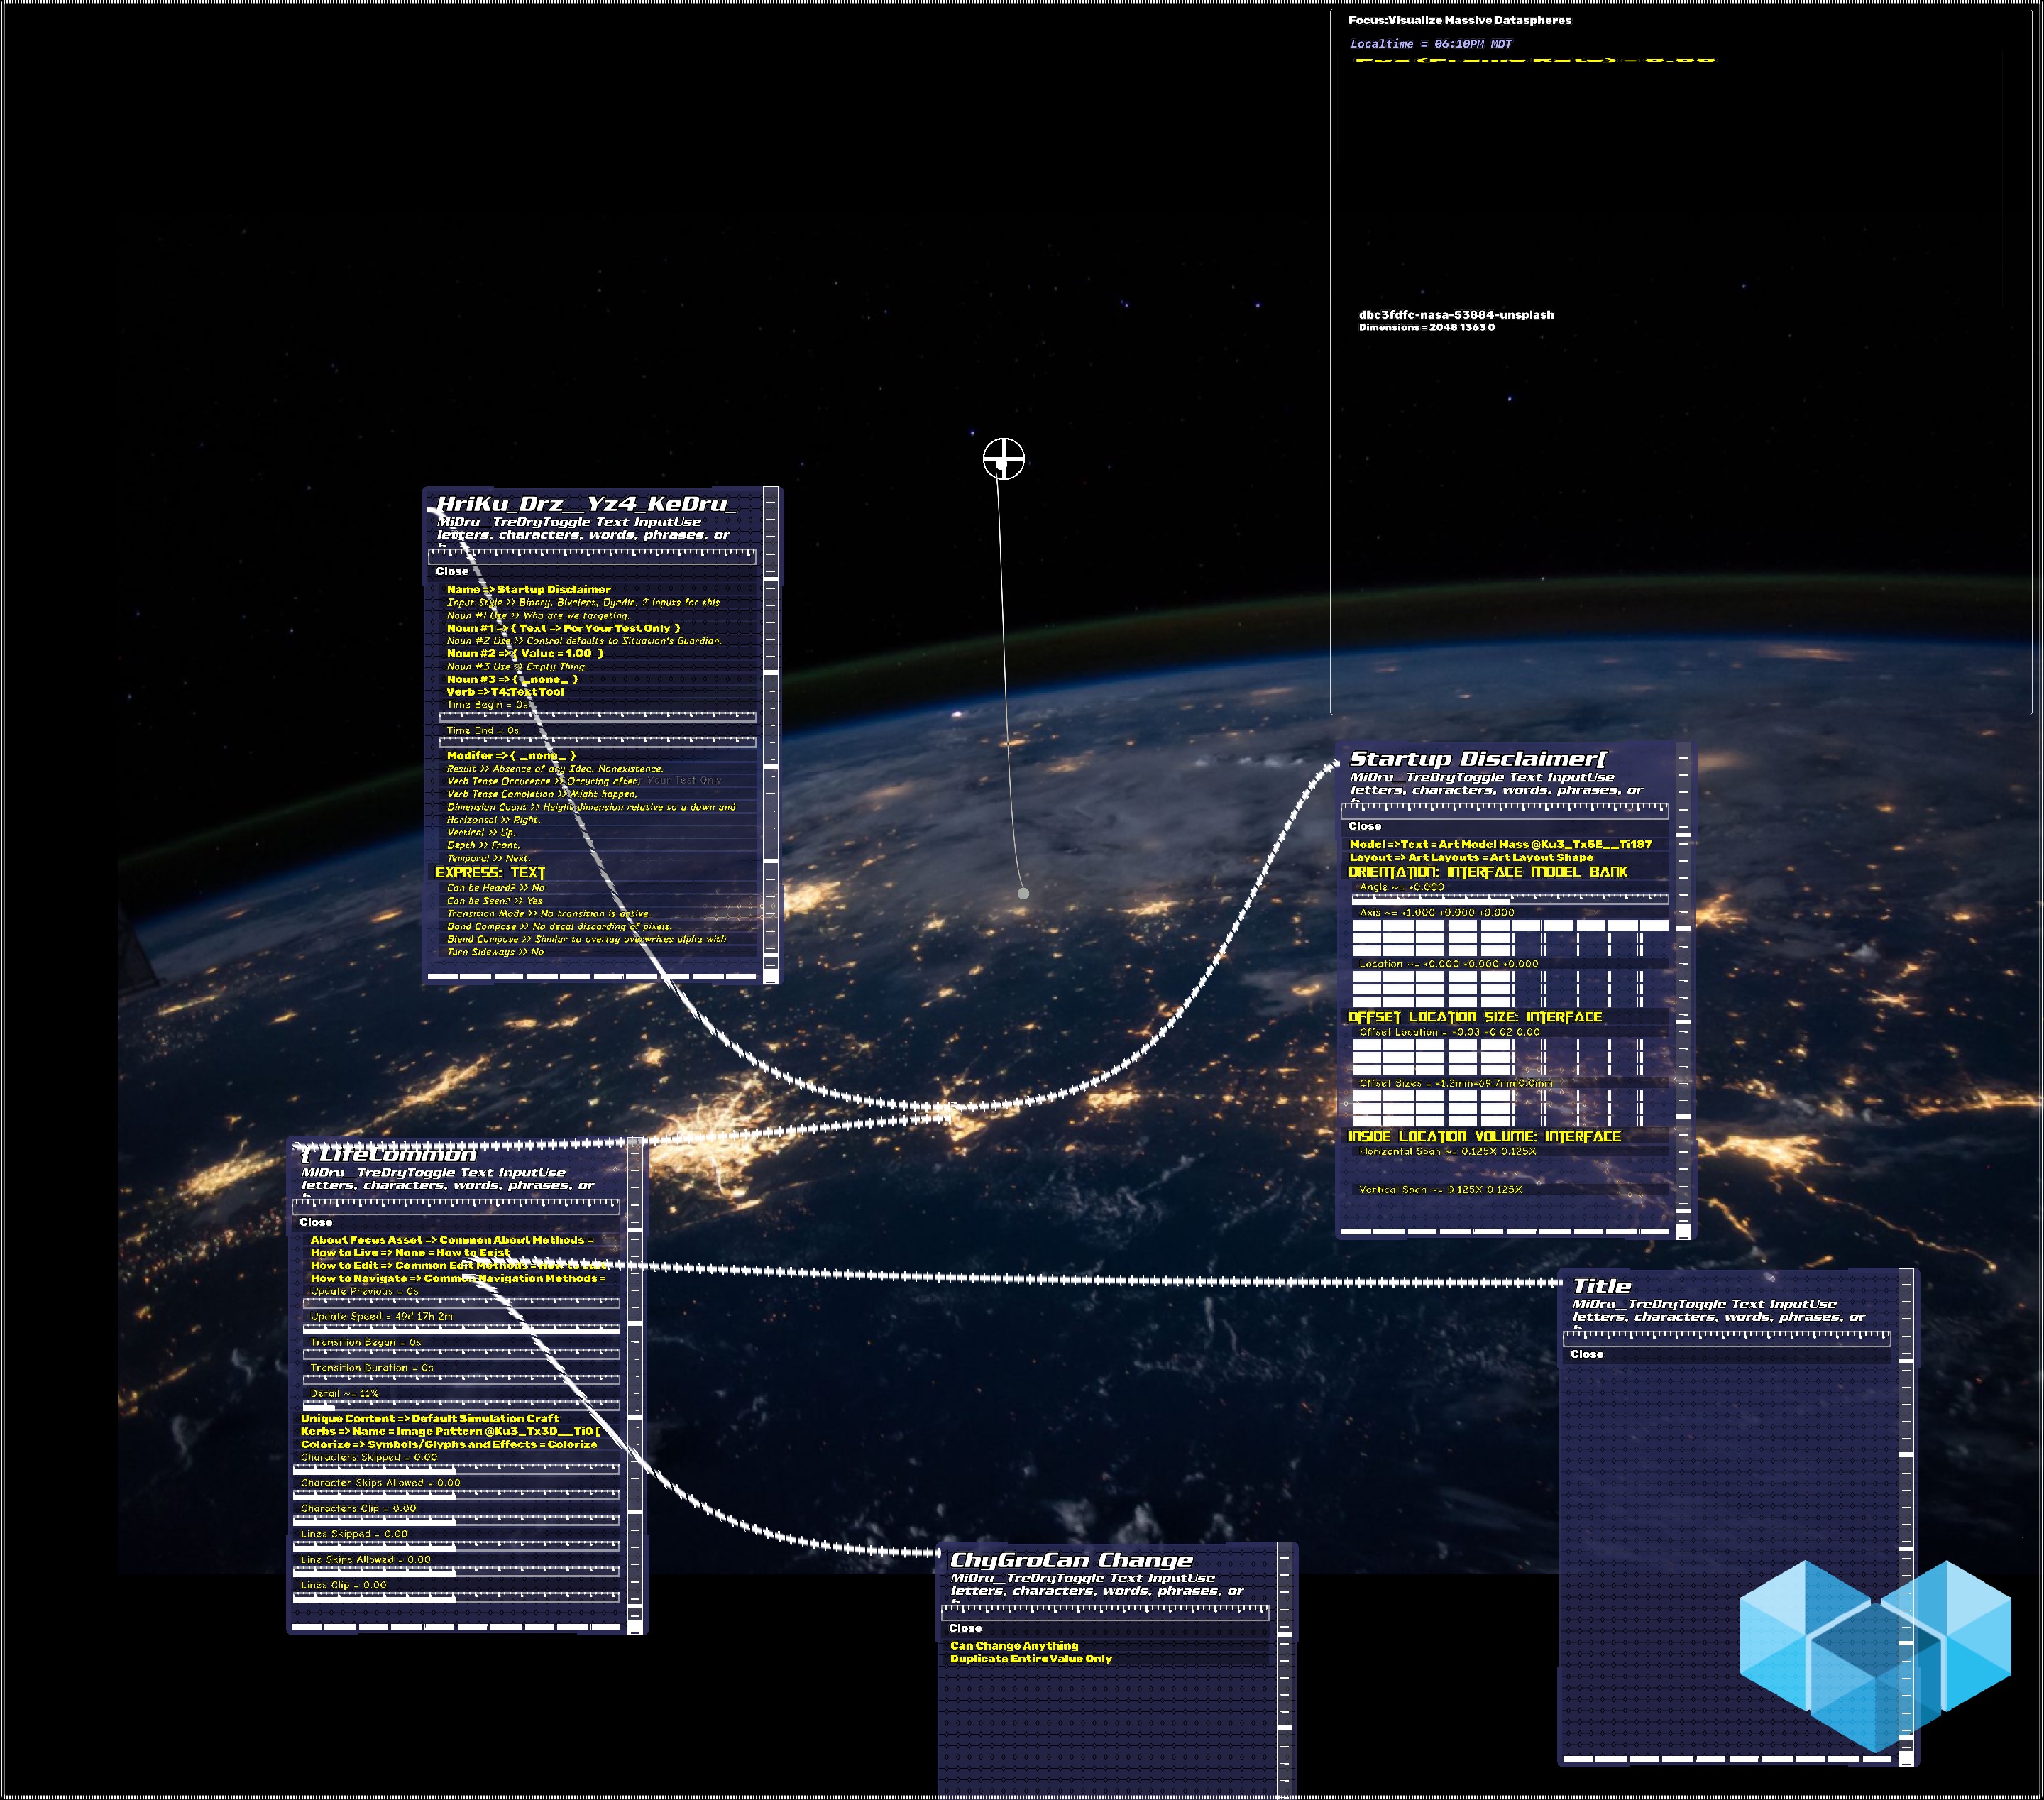 Focus:Visualize Massive Dataspheres
Localtime = 06:10PM MDT
Fps (Frame Rate) = 0.00
dbc3fdfc-nasa-53884-unsplash
Dimensions = 2048 1363 0
HriKu_Drz__Yz4_KeDru_
MiDru__TreDryToggle Text InputUse
letters, characters, words, phrases, or
Close
Name => Startup Disclaimer
Input Style >> Binary, Bivalent, Dyadic. 2 inputs for this
Noun #1 Use >> Who are we targeting.
Noun #1 => { Text => For Your Test Only }
Noun #2 Use >> Control defaults to Situation's Guardian.
Noun #2 => { Value = 1.00 }
Noun #3 Use >> Empty Thing.
Noun #3 => { _none_ }
Verb => T4:Text Tool
Time Begin = 0s
Time End = 0s
Modifer => { _none_ }
Result >> Absence of any Idea. Nonexistence.
Verb Tense Occurence >> Occuring after.
Your Test Only
Verb Tense Completion >> Might happen.
Dimension Count >> Height dimension relative to a down and
Horizontal >> Right.
Vertical >> Up.
Depth >> Front.
Temporal >> Next.
EXPRESS: TEXT
Can be Heard? >> No
Can be Seen? >> Yes
Transition Mode >> No transition is active.
Band Compose >> No decal discarding of pixels.
Blend Compose >> Similar to overlay overwrites alpha with
Turn Sideways >> No
Startup Disclaimer[
MiDru__TreDryToggle Text InputUse
letters, characters, words, phrases, or
Close
Model => Text = Art Model Mass @Ku3_Tx5E__Ti187
Layout => Art Layouts = Art Layout Shape
ORIENTATION: INTERFACE MODEL BANK
Angle ~= +0.000
Axis ~= +1.000 +0.000 +0.000
Location ~= +0.000 +0.000 +0.000
OFFSET LOCATION SIZE: INTERFACE
Offset Location = +0.03 +0.02 0.00
Offset Sizes = +1.2mm+69.7mm0.0mm
INSIDE LOCATION VOLUME: INTERFACE
Horizontal Span ~= 0.125X 0.125X
Vertical Span ~= 0.125X 0.125X
{ LifeCommon
MiDru__TreDryToggle Text InputUse
letters, characters, words, phrases, or
Close
About Focus Asset => Common About Methods =
How to Live => None = How to Exist
How to Edit => Common Edit Methods = How to Edit
How to Navigate => Common Navigation Methods =
Update Previous = 0s
Update Speed = 49d 17h 2m
Transition Began = 0s
Transition Duration = 0s
Detail ~= 11%
Unique Content => Default Simulation Craft
Kerbs => Name = Image Pattern @Ku3_Tx3D__Ti0 [
Colorize => Symbols/Glyphs and Effects = Colorize
Characters Skipped = 0.00
Character Skips Allowed = 0.00
Characters Clip = 0.00
Lines Skipped = 0.00
Line Skips Allowed = 0.00
Lines Clip = 0.00
Title
MiDru__TreDryToggle Text InputUse
letters, characters, words, phrases, or
Close
ChyGroCan Change
MiDru__TreDryToggle Text InputUse
letters, characters, words, phrases, or
Close
Can Change Anything
Duplicate Entire Value Only